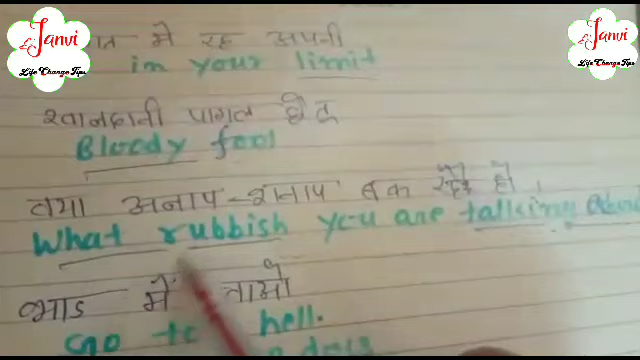 Janvi
Life Change Tips
Janvi
Life Change Tips
में रह अपनी
in your limit
खानदानी पागल है तू
Bloody fool
क्या अनाप-शनाप बक रहे हो ।
What rubbish you are talking
भाड में जाओ
Go to hell.